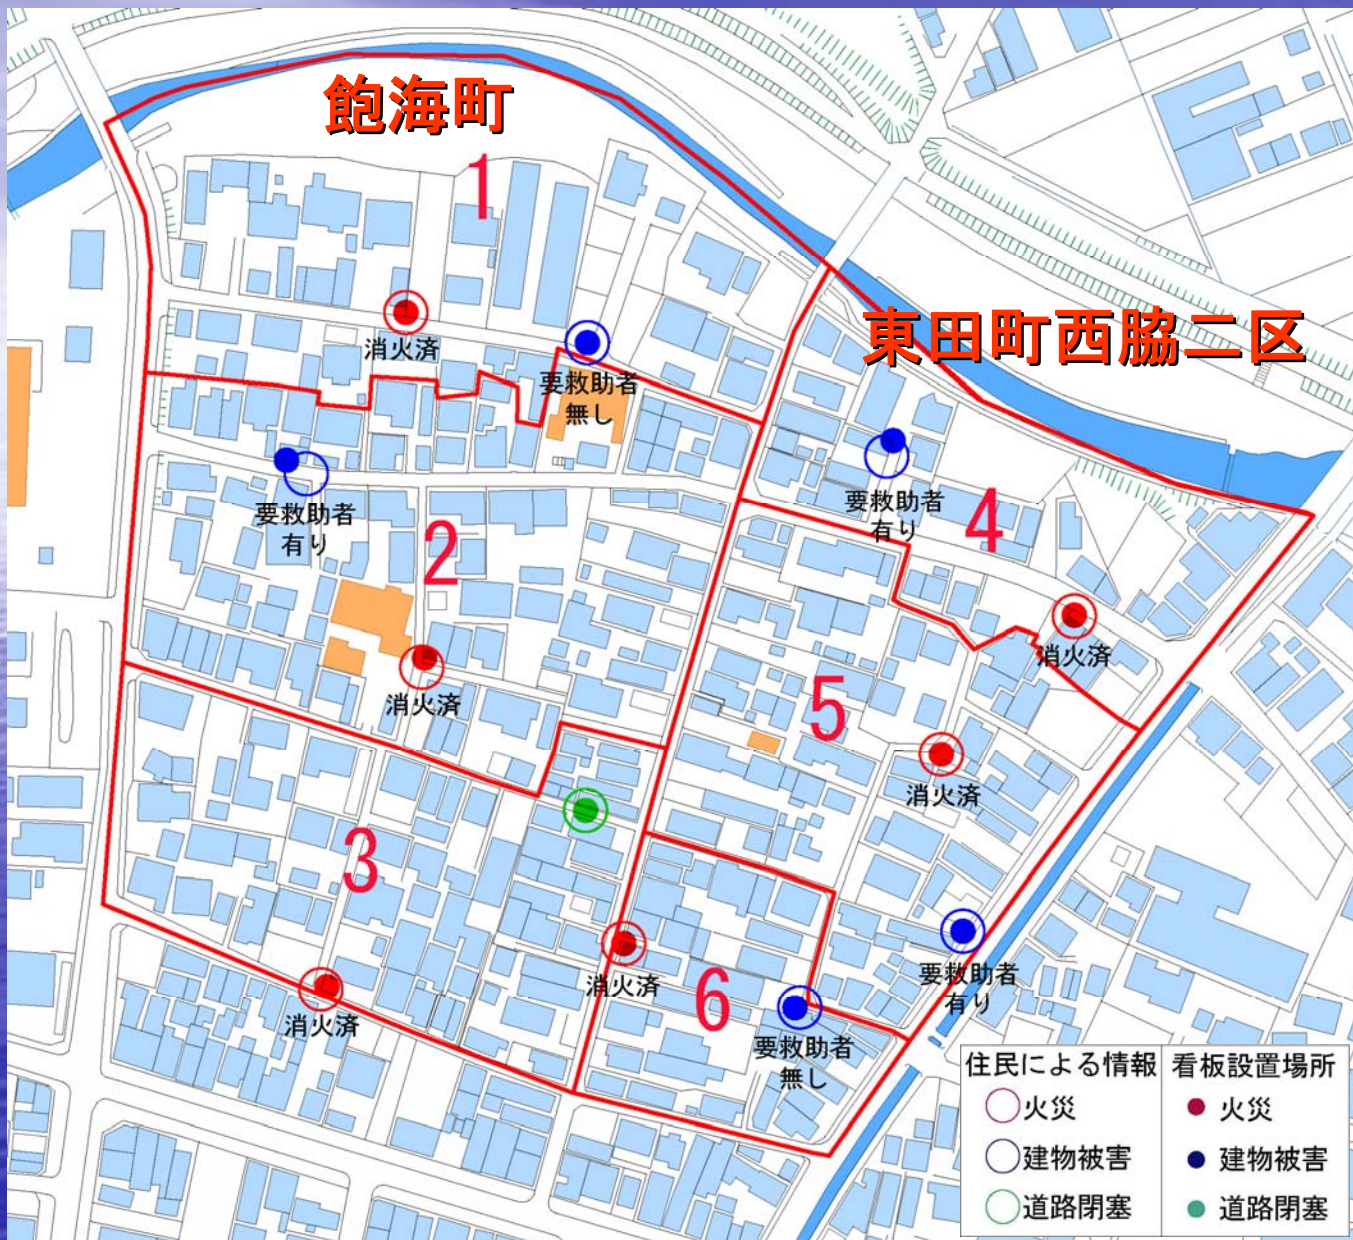 飽海町
1
東田町西脇二区
消火済
要救助者
無し
要救助者
有り
2
要救助者
有り
4
消火済
消火済
5
消火済
3
消火済
消火済
6
要救助者
有り
要救助者
無し
住民による情報
火災
建物被害
道路閉塞
看板設置場所
火災
建物被害
道路閉塞